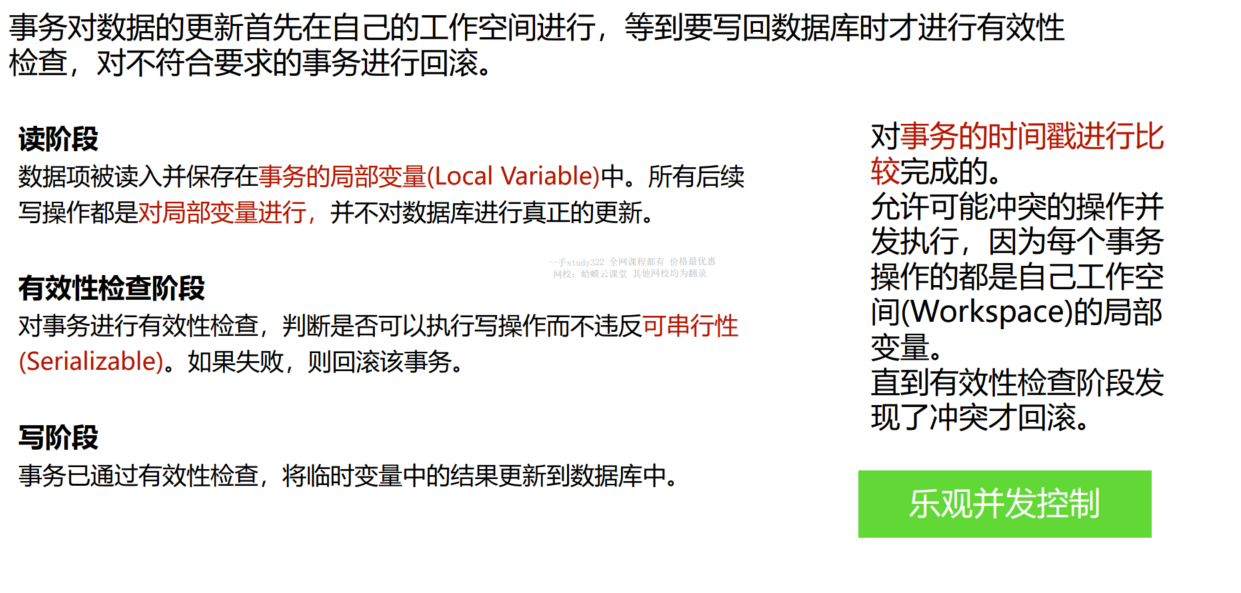 事务对数据的更新首先在自己的工作空间进行，等到要写回数据库时才进行有效性
检查，对不符合要求的事务进行回滚。
读阶段
数据项被读入并保存在事务的局部变量(Local Variable)中。所有后续
写操作都是对局部变量进行，并不对数据库进行真正的更新。
一手study322 全网课程都有 价格最优惠
网校：蛤蟆云课堂 其他网校均为翻录
有效性检查阶段
对事务进行有效性检查，判断是否可以执行写操作而不违反可串行性
(Serializable)。如果失败，则回滚该事务。
写阶段
事务已通过有效性检查，将临时变量中的结果更新到数据库中。
对事务的时间戳进行比
较完成的。
允许可能冲突的操作并
发执行，因为每个事务
操作的都是自己工作空
间(Workspace)的局部
变量。
直到有效性检查阶段发
现了冲突才回滚。
乐观并发控制